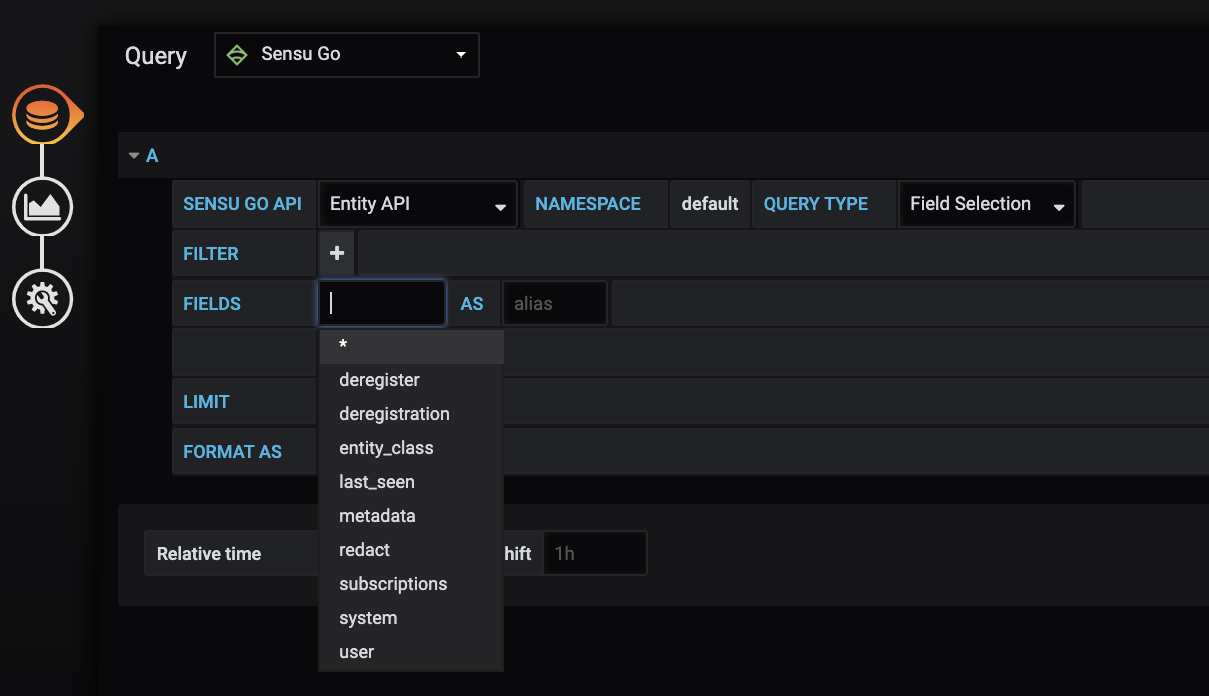 Query Sensu Go
A
SENSU GO API Entity API NAMESPACE default QUERY TYPE Field Selection
FILTER +
FIELDS AS alias
*
deregister
deregistration
LIMIT
entity_class
FORMAT AS
last_seen
metadata
redact
Relative time hift 1h
subscriptions
system
user